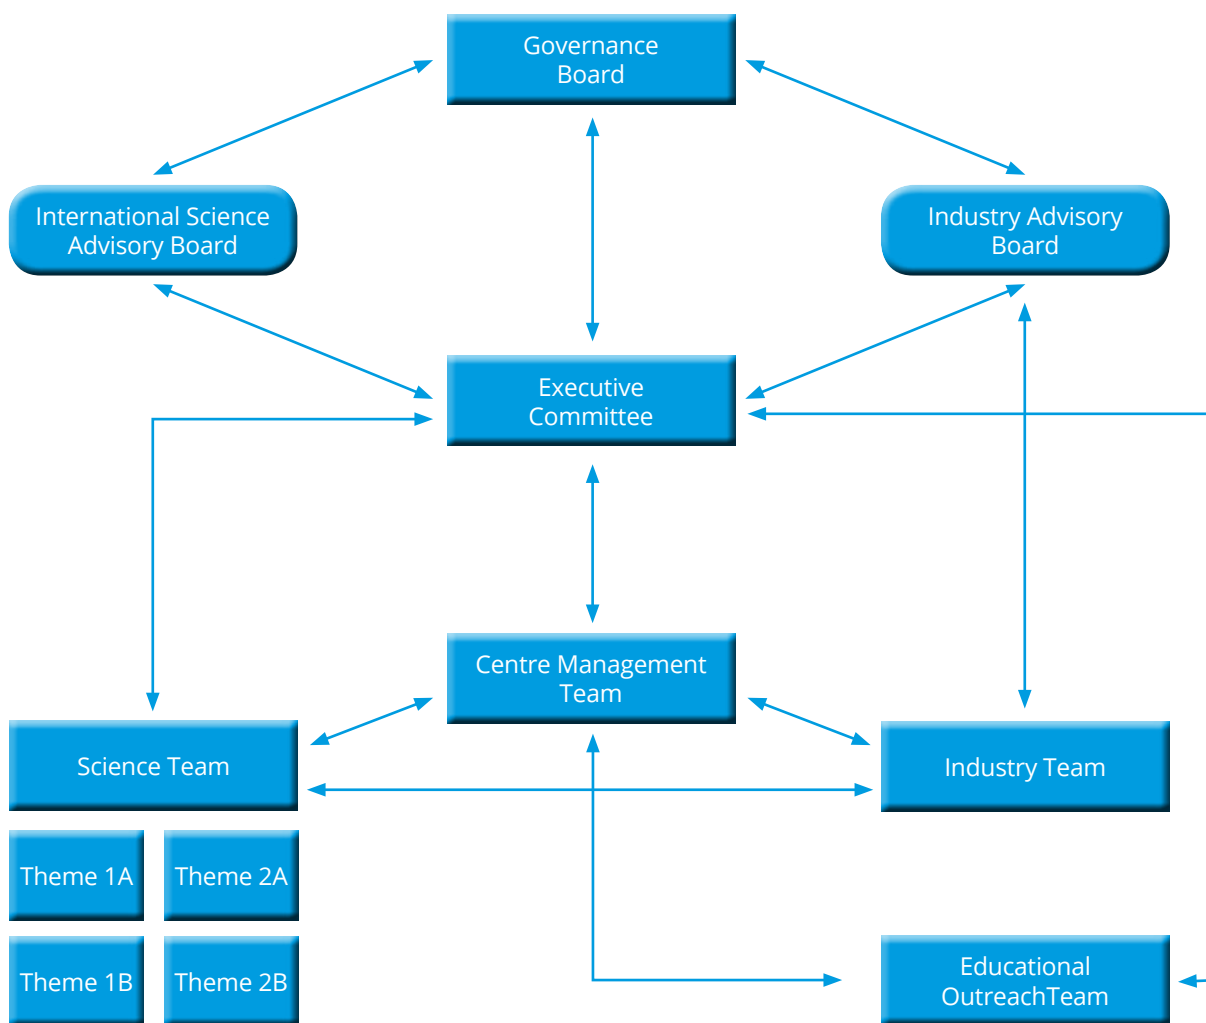 Governance
Board
International Science
Advisory Board
Industry Advisory
Board
Executive
Committee
Centre Management
Team
Science Team
Industry Team
Theme 1A
Theme 2A
Theme 1B
Theme 2B
Educational
OutreachTeam